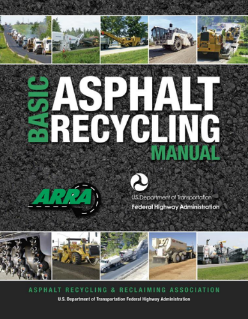 BASIC
ASPHALT
RECYCLING
MANUAL
ARRA
U.S. Department of Transportation
Federal Highway Administration
ASPHALT RECYCLING & RECLAIMING ASSOCIATION
U.S. Department of Transportation Federal Highway Administration